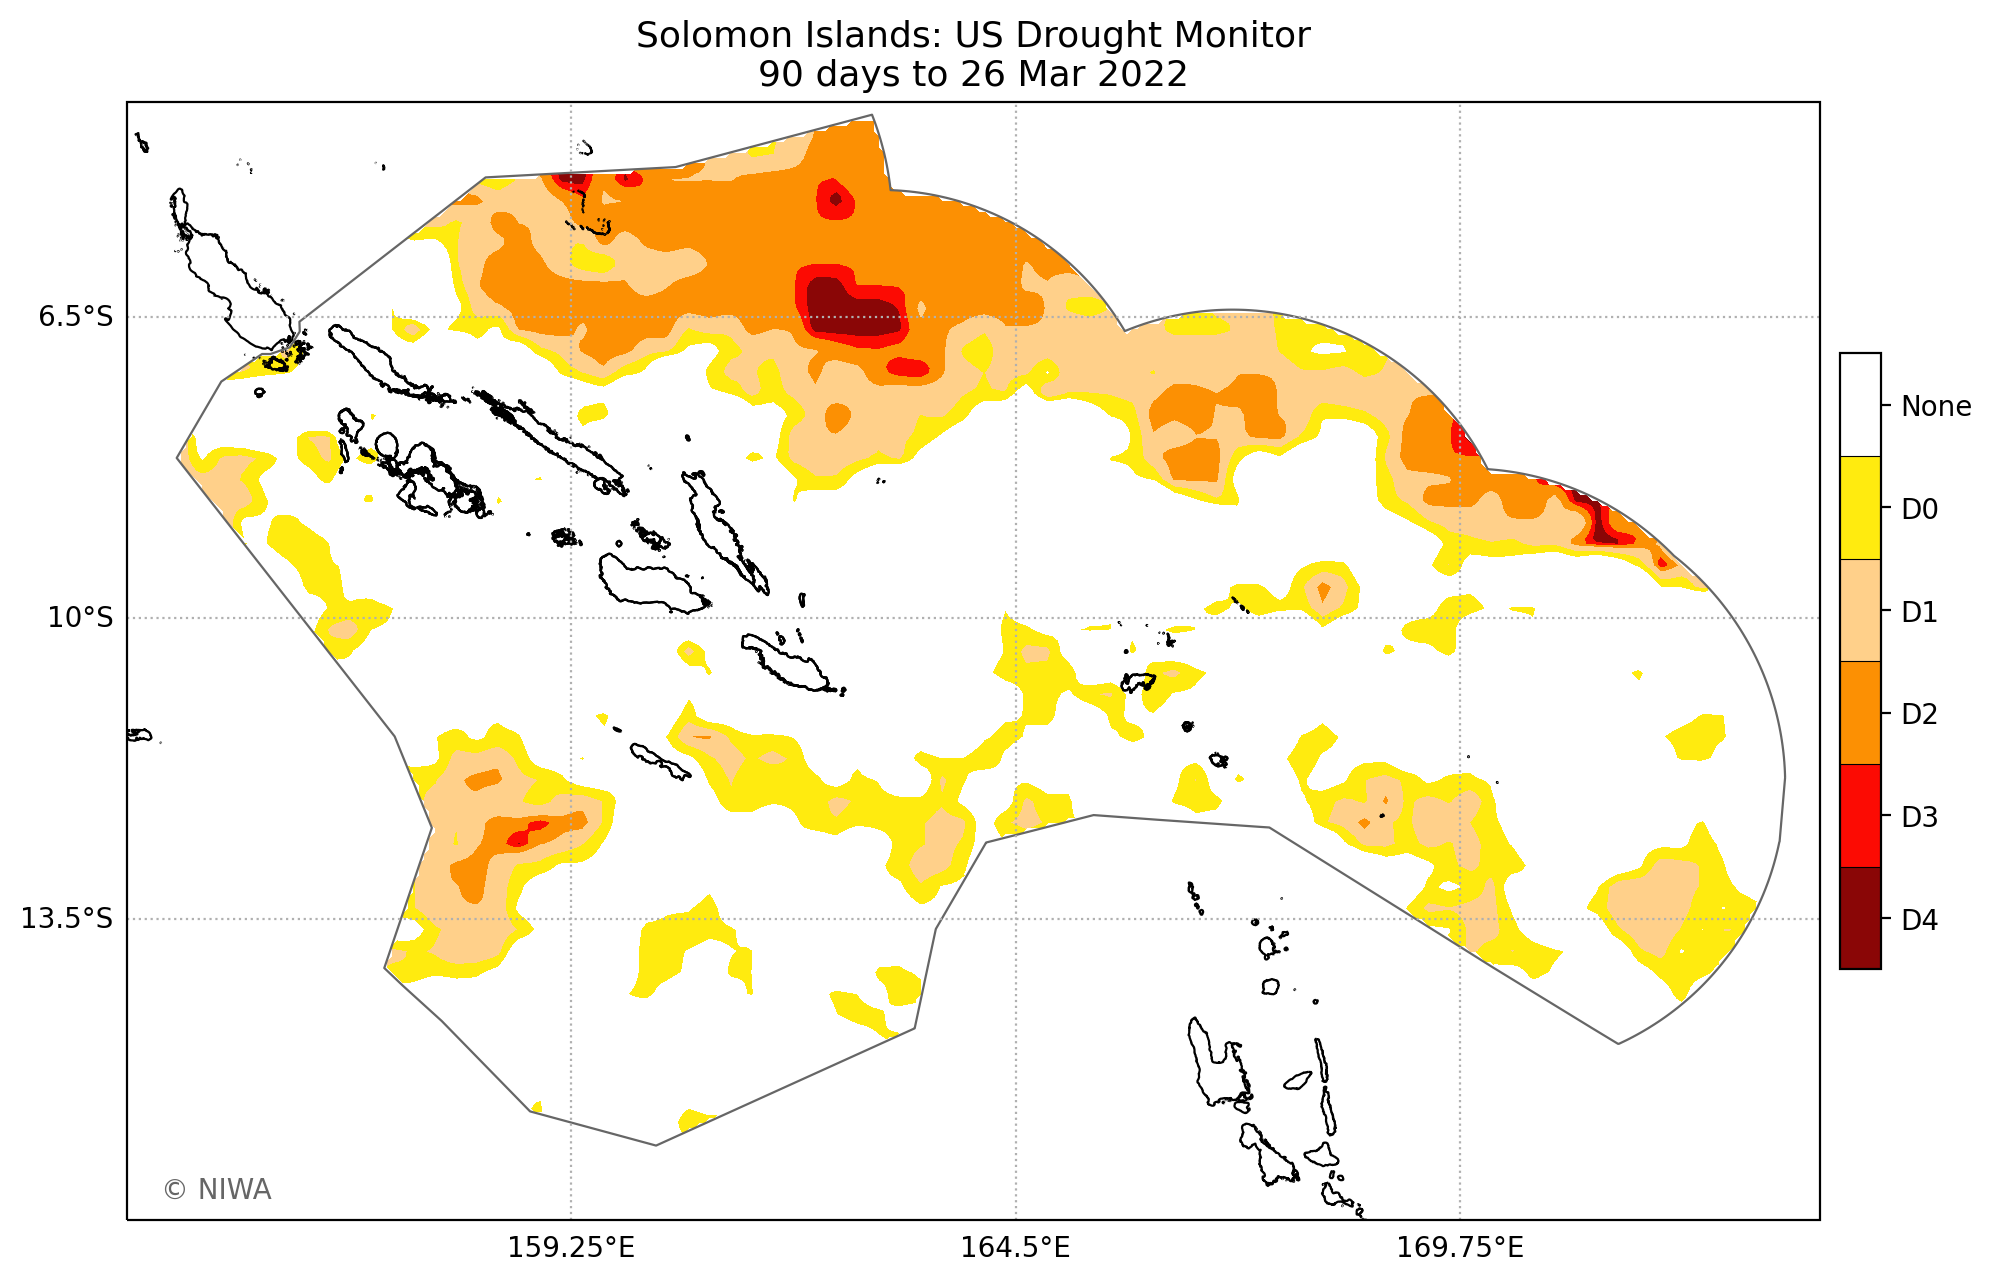 Solomon Islands: US Drought Monitor
90 days to 26 Mar 2022
6.5°S
10°S
13.5°S
159.25°E
164.5°E
169.75°E
None
D0
D1
D2
D3
D4
© NIWA